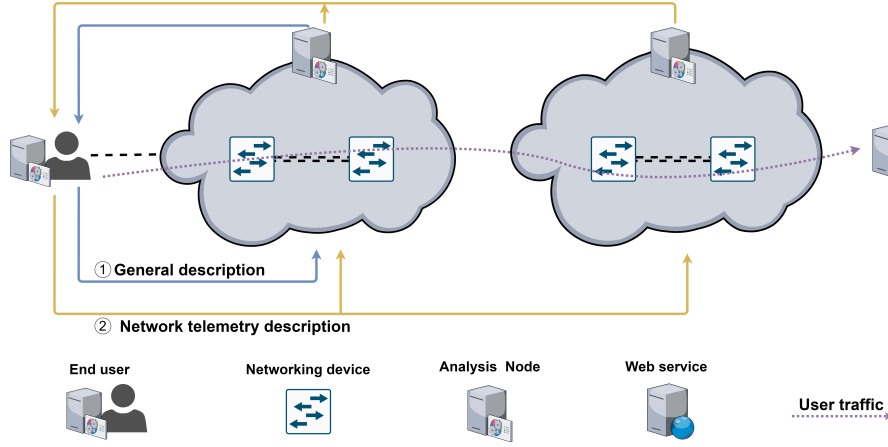 ① General description
② Network telemetry description
End user
Networking device
Analysis Node
Web service
User traffic